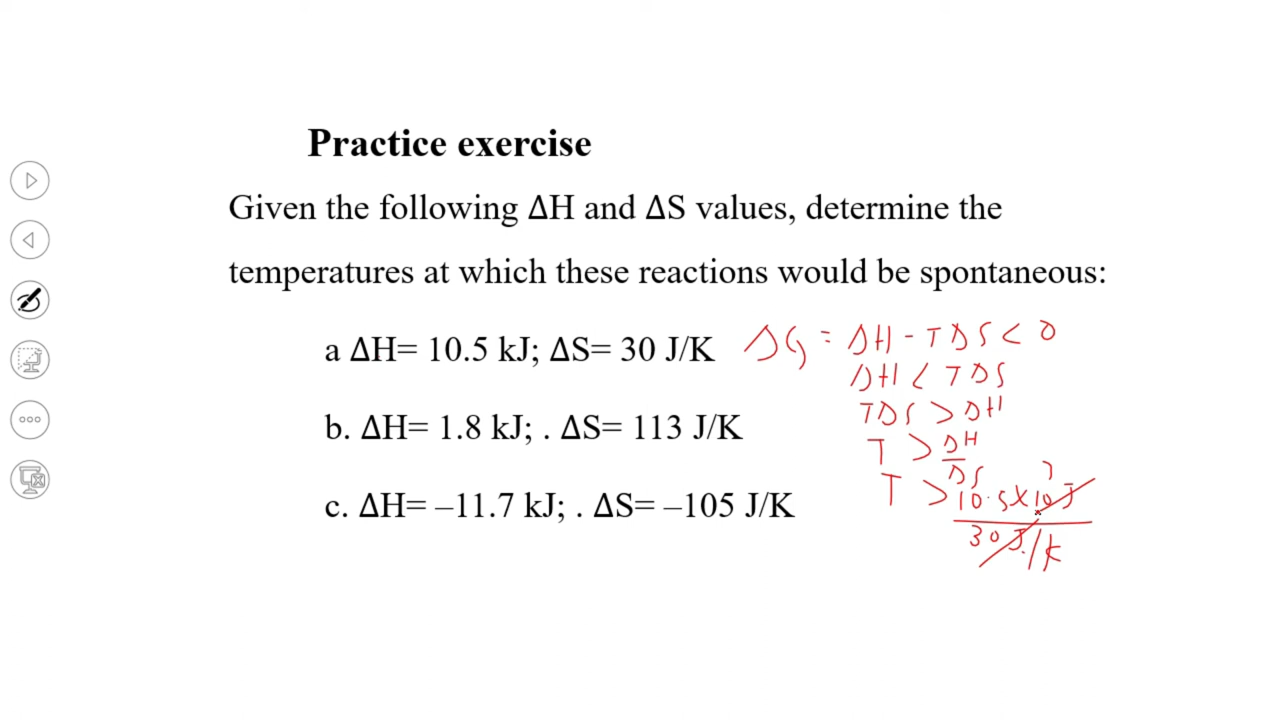 Practice exercise
Given the following ΔH and ΔS values, determine the
temperatures at which these reactions would be spontaneous:
a ΔH= 10.5 kJ; ΔS= 30 J/K
ΔG = ΔH - TΔS < 0
ΔH < TΔS
TΔS > ΔH
b. ΔH= 1.8 kJ; . ΔS= 113 J/K
T > ΔH/ΔS
T > 10.5 x 10³ J / 30 J/K
c. ΔH= –11.7 kJ; . ΔS= –105 J/K